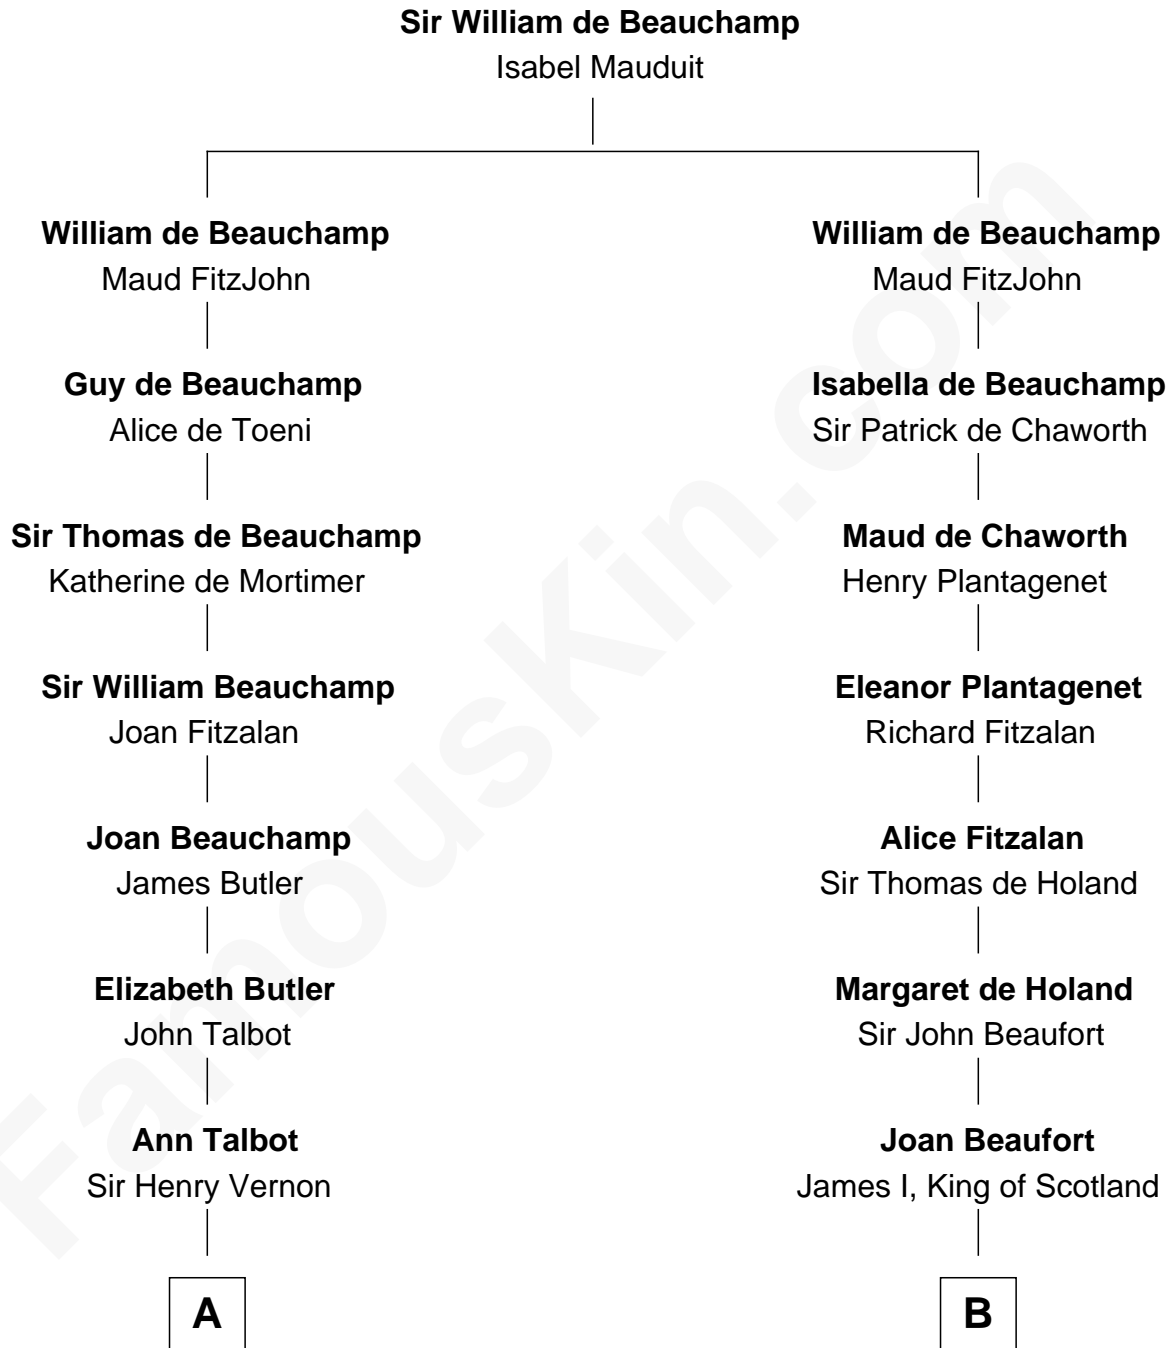 Sir William de Beauchamp
Isabel Mauduit
William de Beauchamp
Maud FitzJohn
Guy de Beauchamp
Alice de Toeni
Sir Thomas de Beauchamp
Katherine de Mortimer
Sir William Beauchamp
Joan Fitzalan
Joan Beauchamp
James Butler
Elizabeth Butler
John Talbot
Ann Talbot
Sir Henry Vernon
A
William de Beauchamp
Maud FitzJohn
Isabella de Beauchamp
Sir Patrick de Chaworth
Maud de Chaworth
Henry Plantagenet
Eleanor Plantagenet
Richard Fitzalan
Alice Fitzalan
Sir Thomas de Holand
Margaret de Holand
Sir John Beaufort
Joan Beaufort
James I, King of Scotland
B
FamousKin.com